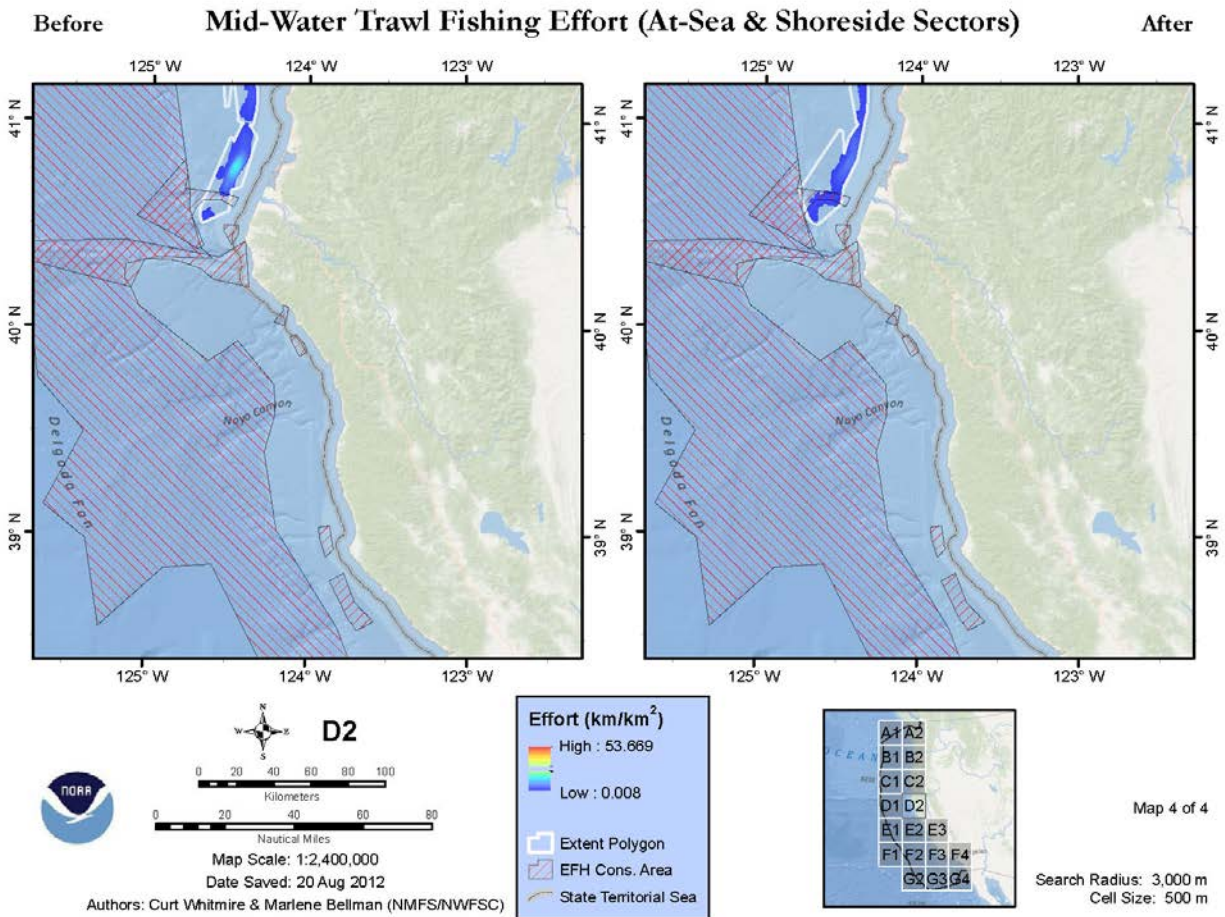 Before
Mid-Water Trawl Fishing Effort (At-Sea & Shoreside Sectors)
After
125° W
124° W
123° W
125° W
124° W
123° W
41° N
41° N
41° N
41° N
40° N
40° N
40° N
40° N
39° N
39° N
39° N
39° N
Noyo Canyon
Delgada Fan
Noyo Canyon
Delgada Fan
125° W
124° W
123° W
125° W
124° W
123° W
N
W
E
S
D2
0 20 40 60 80 100
Kilometers
0 20 40 60 80
Nautical Miles
NOAA
Map Scale: 1:2,400,000
Date Saved: 20 Aug 2012
Authors: Curt Whitmire & Marlene Bellman (NMFS/NWFSC)
Effort (km/km²)
High : 53.669
Low : 0.008
Extent Polygon
EFH Cons. Area
State Territorial Sea
A1 A2
OCEAN
B1 B2
C1 C2
D1 D2
E1 E2 E3
F1 F2 F3 F4
G2 G3 G4
Map 4 of 4
Search Radius: 3,000 m
Cell Size: 500 m